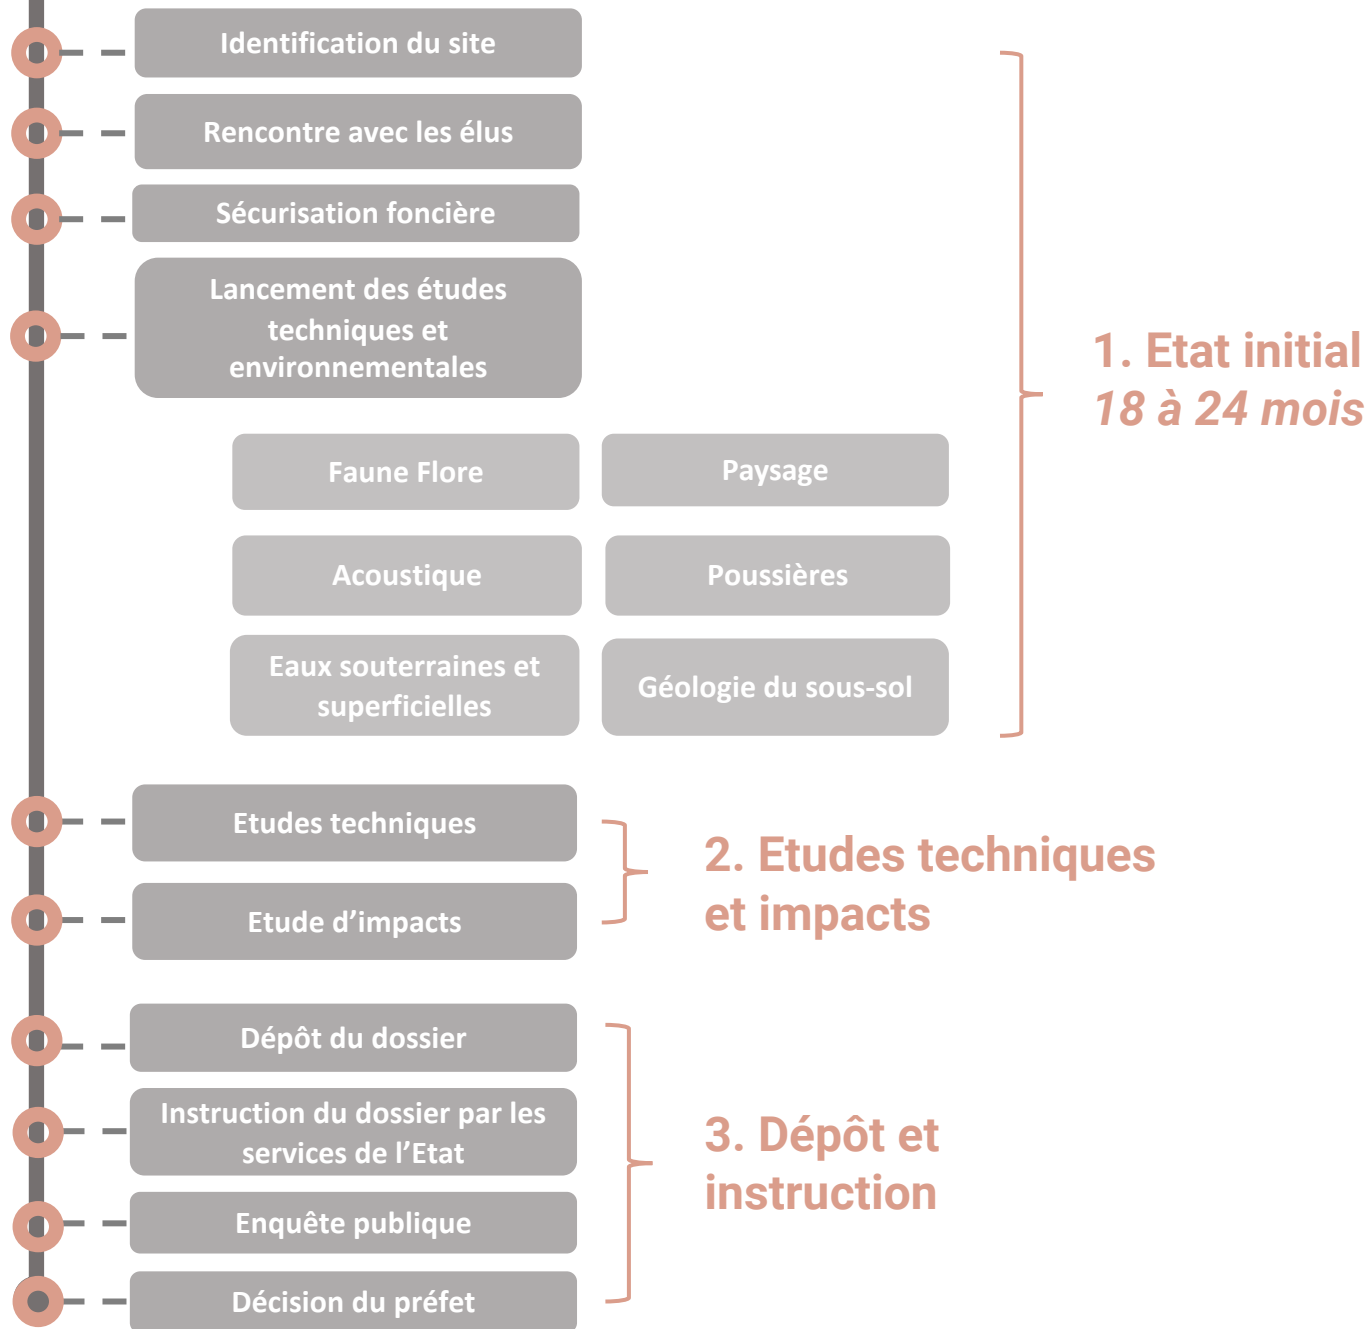 Identification du site
Rencontre avec les élus
Sécurisation foncière
Lancement des études
techniques et
environnementales
1. Etat initial
18 à 24 mois
Faune Flore
Paysage
Acoustique
Poussières
Eaux souterraines et
superficielles
Géologie du sous-sol
Etudes techniques
Etude d’impacts
2. Etudes techniques
et impacts
Dépôt du dossier
Instruction du dossier par les
services de l’Etat
Enquête publique
Décision du préfet
3. Dépôt et
instruction